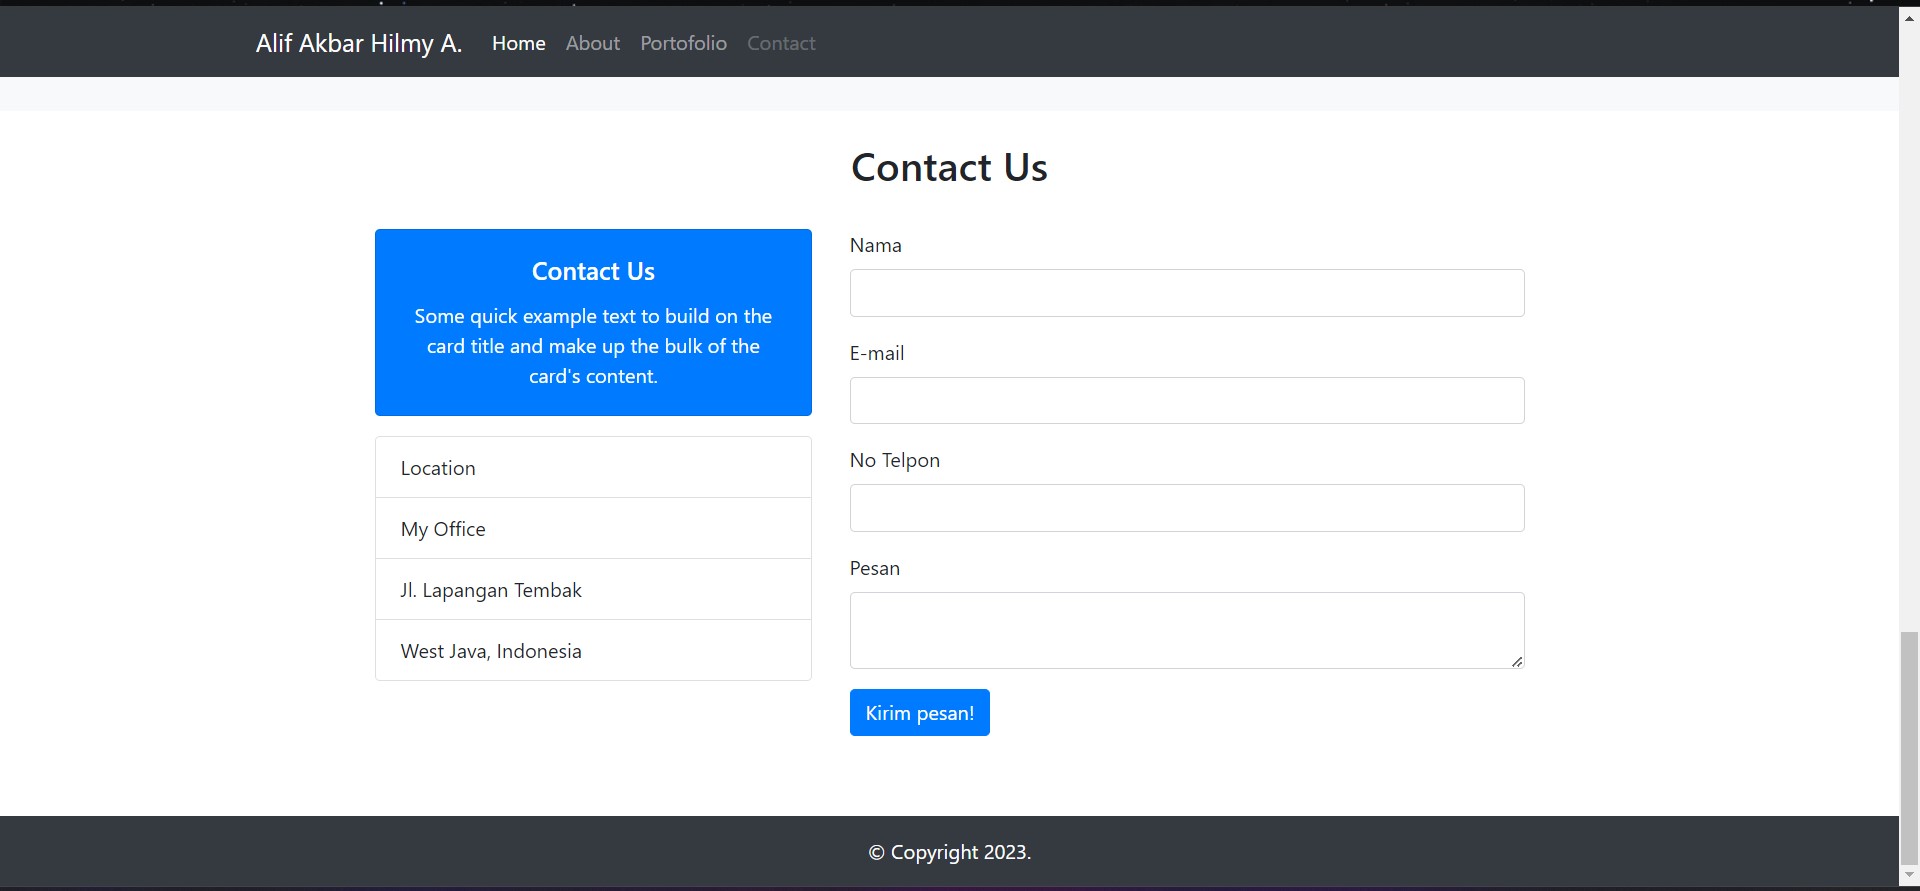 Alif Akbar Hilmy A. Home About Portofolio Contact
Contact Us
Contact Us
Some quick example text to build on the
card title and make up the bulk of the
card's content.
Location
My Office
Jl. Lapangan Tembak
West Java, Indonesia
Nama
E-mail
No Telpon
Pesan
Kirim pesan!
© Copyright 2023.